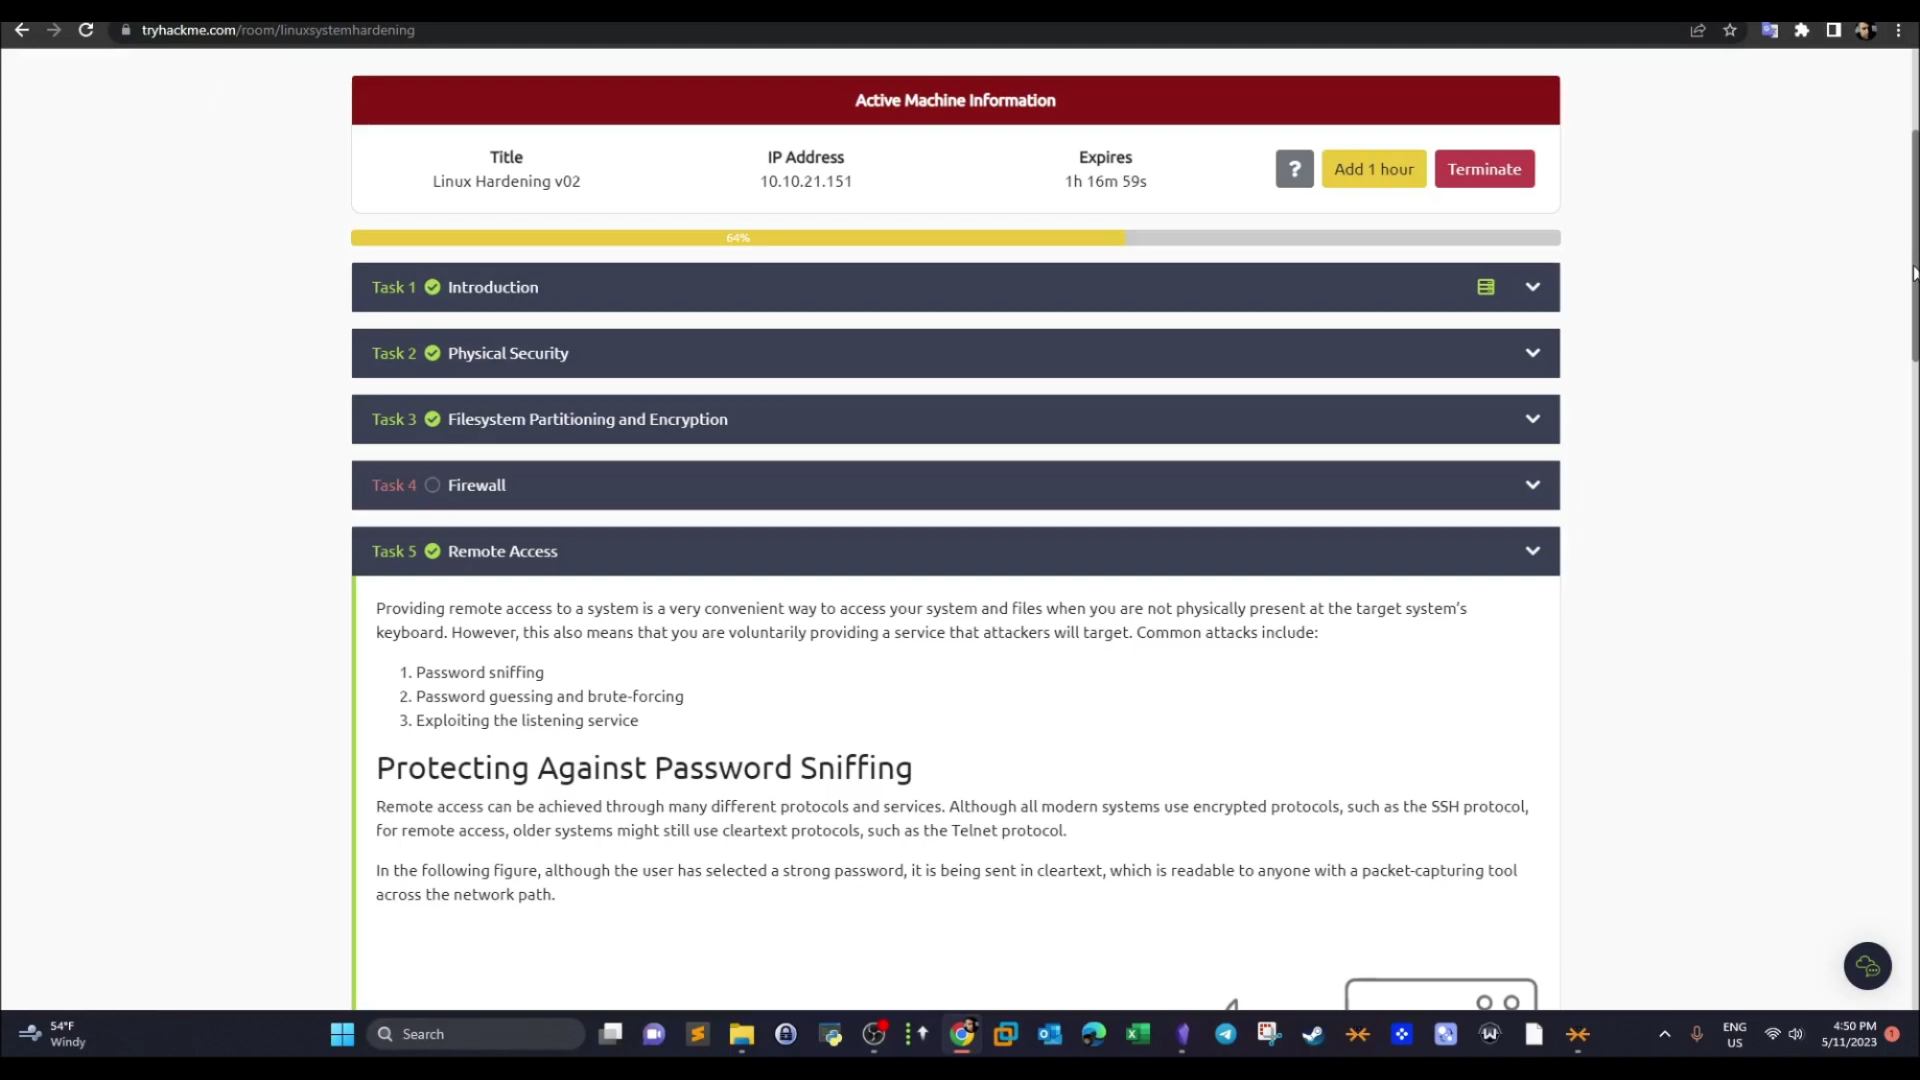 tryhackme.com/room/linuxsystemhardening
Active Machine Information
Title
IP Address
Expires
Linux Hardening v02
10.10.21.151
1h 16m 59s
?
Add 1 hour
Terminate
64%
Task 1 Introduction
Task 2 Physical Security
Task 3 Filesystem Partitioning and Encryption
Task 4 Firewall
Task 5 Remote Access
Providing remote access to a system is a very convenient way to access your system and files when you are not physically present at the target system's
keyboard. However, this also means that you are voluntarily providing a service that attackers will target. Common attacks include:
1. Password sniffing
2. Password guessing and brute-forcing
3. Exploiting the listening service
Protecting Against Password Sniffing
Remote access can be achieved through many different protocols and services. Although all modern systems use encrypted protocols, such as the SSH protocol,
for remote access, older systems might still use cleartext protocols, such as the Telnet protocol.
In the following figure, although the user has selected a strong password, it is being sent in cleartext, which is readable to anyone with a packet-capturing tool
across the network path.
54°F
Windy
Search
ENG
US
4:50 PM
5/11/2023
1